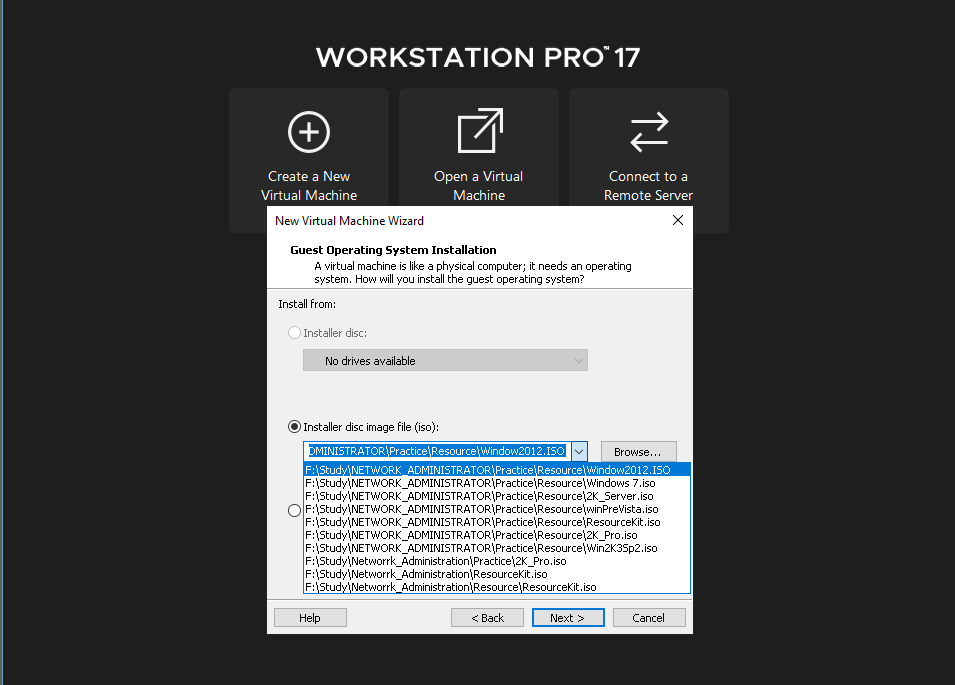 WORKSTATION PRO™ 17
Create a New
Virtual Machine
Open a Virtual
Machine
Connect to a
Remote Server
New Virtual Machine Wizard
Guest Operating System Installation
A virtual machine is like a physical computer; it needs an operating
system. How will you install the guest operating system?
Install from:
Installer disc:
No drives available
Installer disc image file (iso):
DMINISTRATOR\Practice\Resource\Window2012.ISO
Browse...
F:\Study\NETWORK_ADMINISTRATOR\Practice\Resource\Window2012.ISO
F:\Study\NETWORK_ADMINISTRATOR\Practice\Resource\Windows 7.iso
F:\Study\NETWORK_ADMINISTRATOR\Practice\Resource\2K_Server.iso
F:\Study\NETWORK_ADMINISTRATOR\Practice\Resource\winPreVista.iso
F:\Study\NETWORK_ADMINISTRATOR\Practice\Resource\ResourceKit.iso
F:\Study\NETWORK_ADMINISTRATOR\Practice\Resource\2K_Pro.iso
F:\Study\NETWORK_ADMINISTRATOR\Practice\Resource\Win2K3Sp2.iso
F:\Study\Networrk_Administration\Practice\2K_Pro.iso
F:\Study\Networrk_Administration\ResourceKit.iso
F:\Study\Networrk_Administration\Resource\ResourceKit.iso
Help
< Back
Next >
Cancel